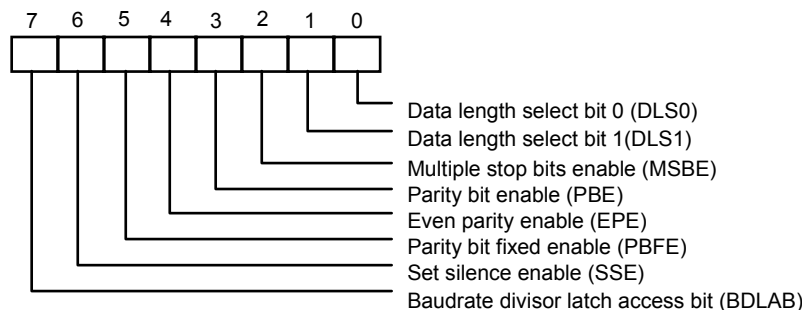 7 6 5 4 3 2 1 0
Data length select bit 0 (DLS0)
Data length select bit 1(DLS1)
Multiple stop bits enable (MSBE)
Parity bit enable (PBE)
Even parity enable (EPE)
Parity bit fixed enable (PBFE)
Set silence enable (SSE)
Baudrate divisor latch access bit (BDLAB)